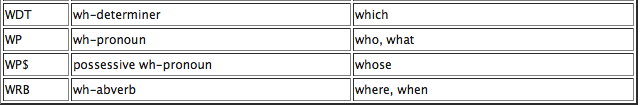 WDT wh-determiner which
WP wh-pronoun who, what
WP$ possessive wh-pronoun whose
WRB wh-abverb where, when